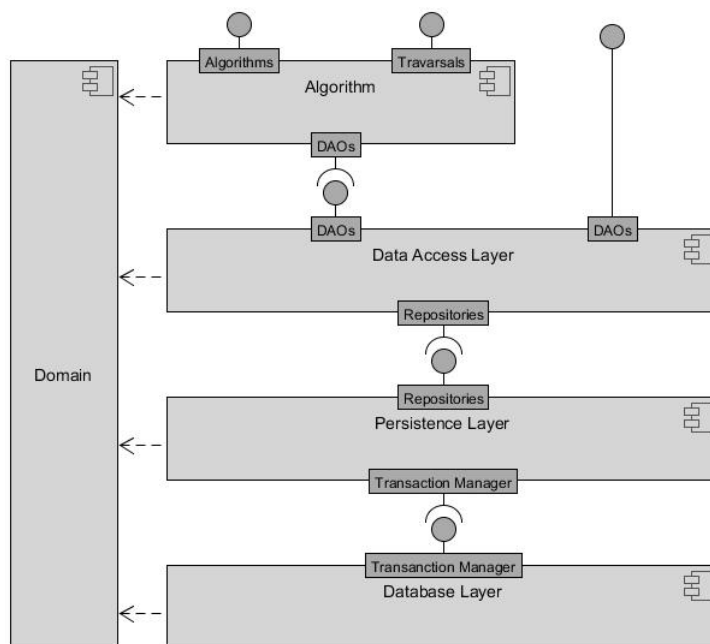 Algorithms
Travarsals
Algorithm
DAOs
DAOs
DAOs
Data Access Layer
Repositories
Domain
Repositories
Persistence Layer
Transaction Manager
Transanction Manager
Database Layer